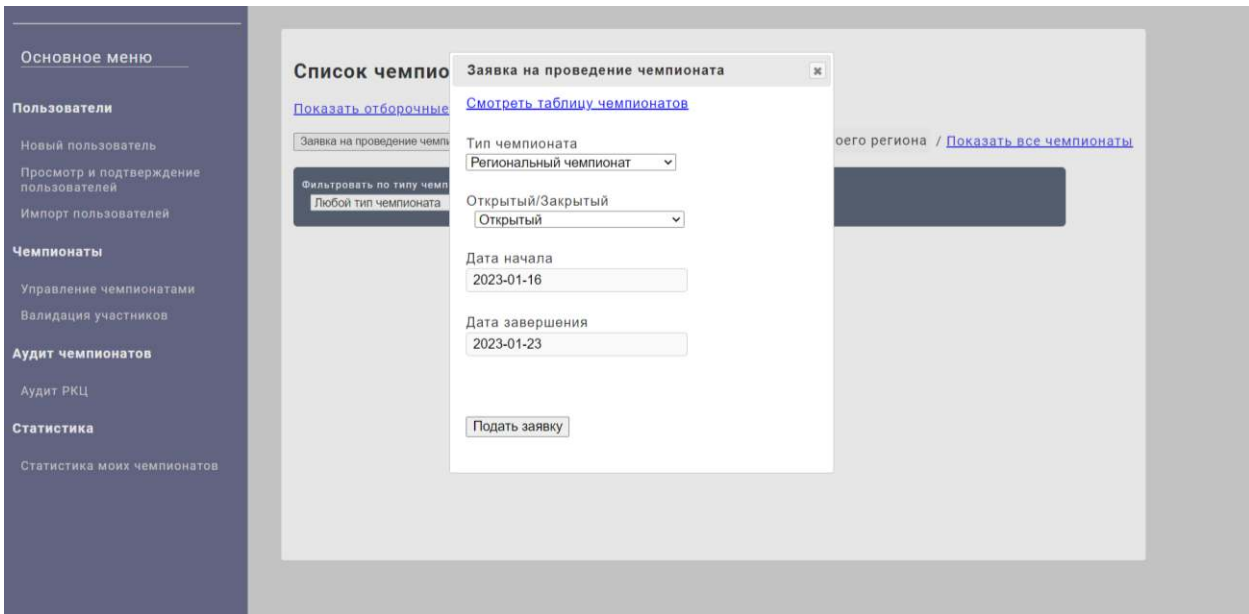 Основное меню
Пользователи
Новый пользователь
Просмотр и подтверждение
пользователей
Импорт пользователей
Чемпионаты
Управление чемпионатами
Валидация участников
Аудит чемпионатов
Аудит РКЦ
Статистика
Статистика моих чемпионатов
Список чемпио
Показать отборочные
Заявка на проведение чемпи
оего региона / Показать все чемпионаты
Фильтровать по типу чемп
Любой тип чемпионата
Заявка на проведение чемпионата
Смотреть таблицу чемпионатов
Тип чемпионата
Региональный чемпионат
Открытый/Закрытый
Открытый
Дата начала
2023-01-16
Дата завершения
2023-01-23
Подать заявку